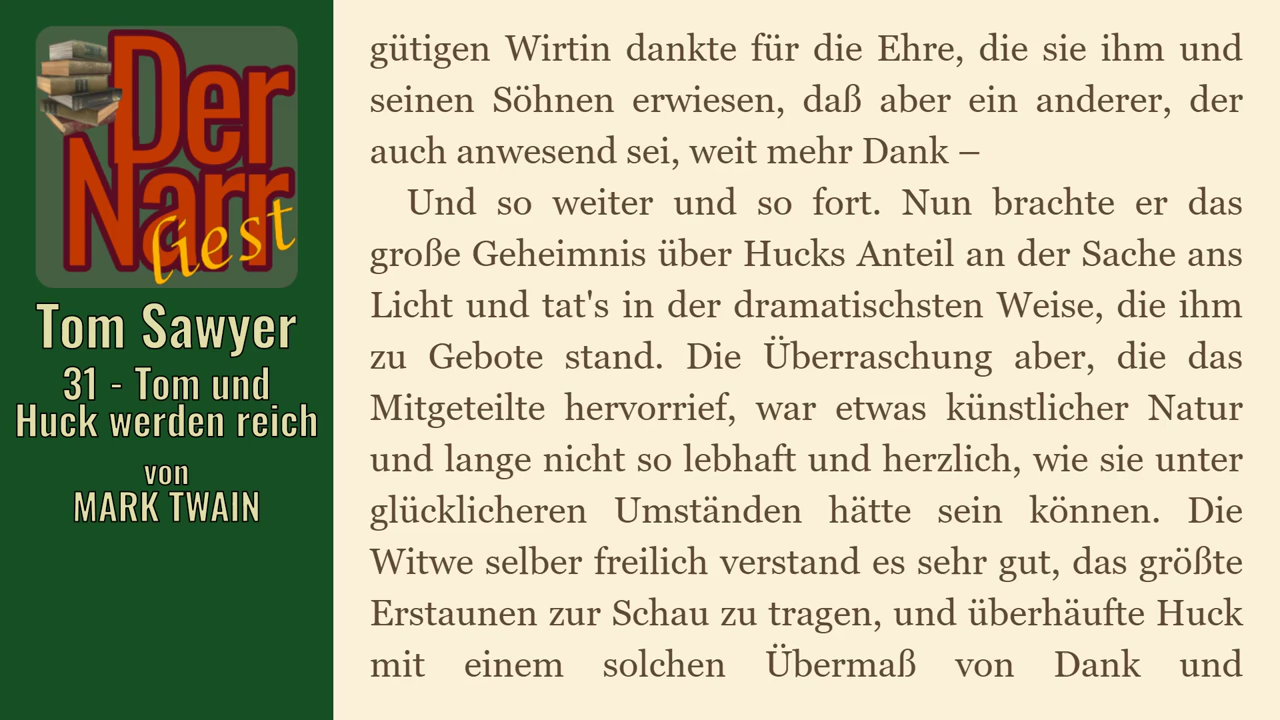 Der
Narr
liest
Tom Sawyer
31 - Tom und
Huck werden reich
von
MARK TWAIN
gütigen Wirtin dankte für die Ehre, die sie ihm und
seinen Söhnen erwiesen, daß aber ein anderer, der
auch anwesend sei, weit mehr Dank –
Und so weiter und so fort. Nun brachte er das
große Geheimnis über Hucks Anteil an der Sache ans
Licht und tat's in der dramatischsten Weise, die ihm
zu Gebote stand. Die Überraschung aber, die das
Mitgeteilte hervorrief, war etwas künstlicher Natur
und lange nicht so lebhaft und herzlich, wie sie unter
glücklicheren Umständen hätte sein können. Die
Witwe selber freilich verstand es sehr gut, das größte
Erstaunen zur Schau zu tragen, und überhäufte Huck
mit einem solchen Übermaß von Dank und